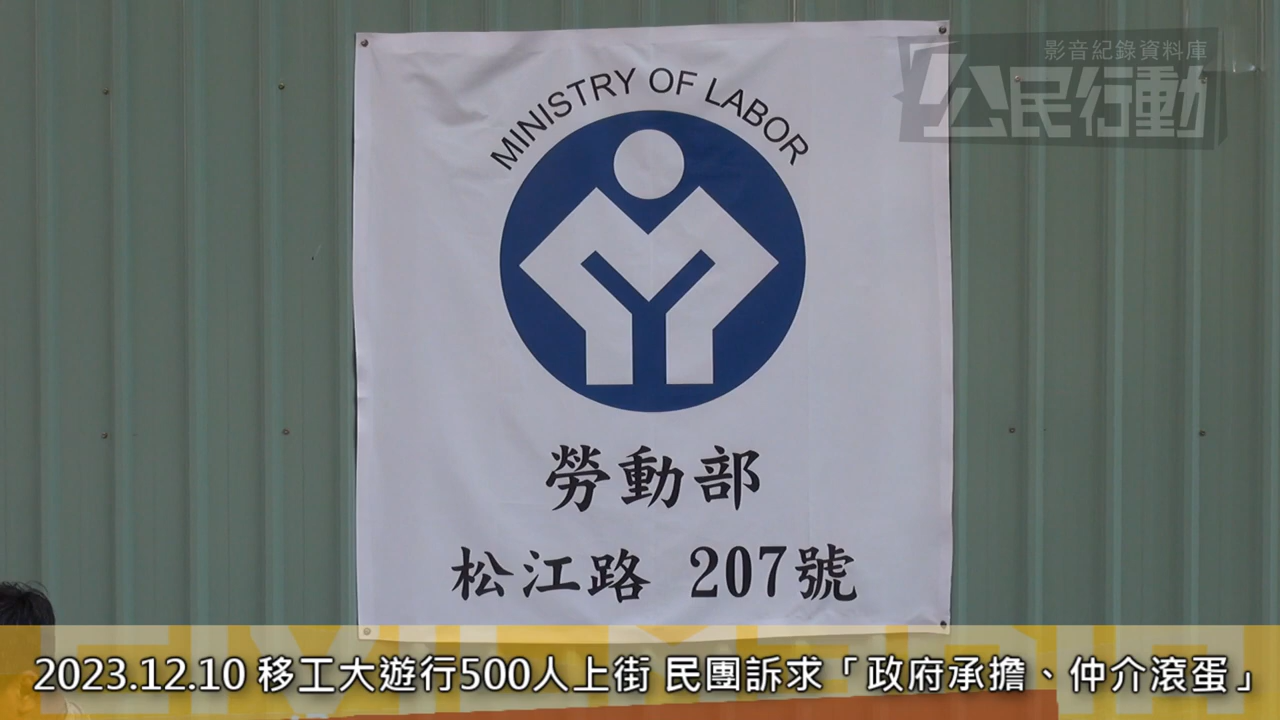 影音紀錄資料庫
公民行動
MINISTRY OF LABOR
勞動部
松江路 207號
2023.12.10 移工大遊行500人上街 民團訴求「政府承擔、仲介滾蛋」